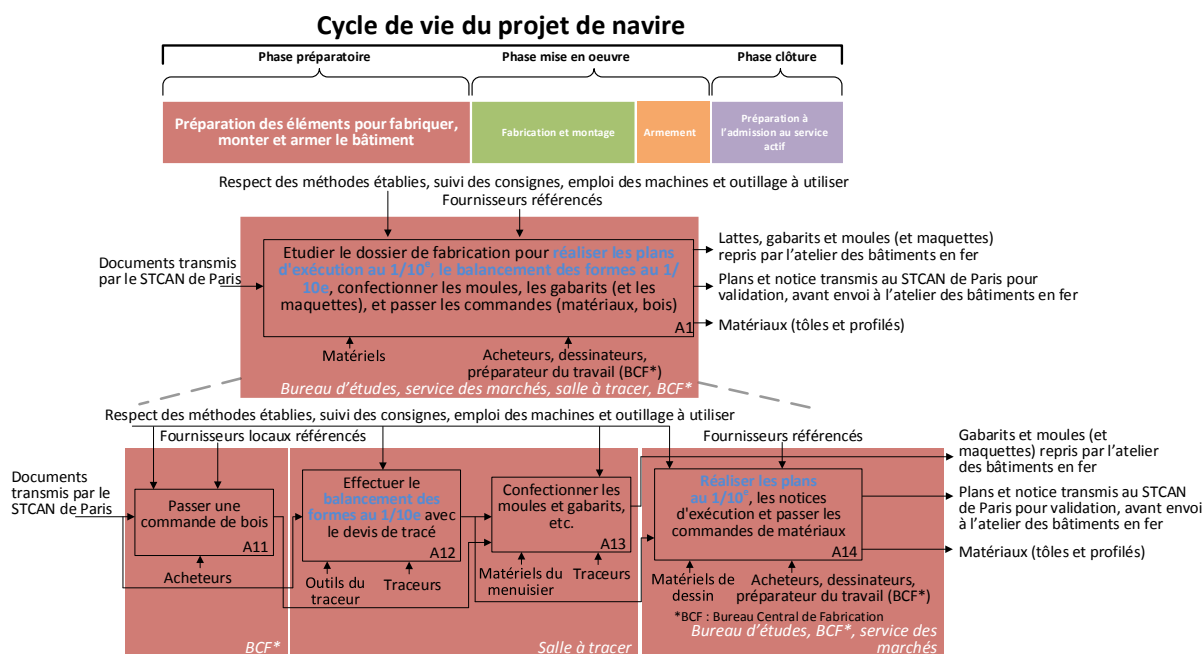 Cycle de vie du projet de navire
Phase préparatoire
Phase mise en oeuvre
Phase clôture
Préparation des éléments pour fabriquer,
monter et armer le bâtiment
Fabrication et montage
Armement
Préparation à
l'admission au service
actif
Respect des méthodes établies, suivi des consignes, emploi des machines et outillage à utiliser
Fournisseurs référencés
Documents transmis
par le STCAN de Paris
Etudier le dossier de fabrication pour réaliser les plans
d'exécution au 1/10e, le balancement des formes au 1/
10e, confectionner les moules, les gabarits (et les
maquettes), et passer les commandes (matériaux, bois)
A1
Lattes, gabarits et moules (et maquettes)
repris par l'atelier des bâtiments en fer
Plans et notice transmis au STCAN de Paris pour
validation, avant envoi à l'atelier des bâtiments en fer
Matériaux (tôles et profilés)
Matériels
Acheteurs, dessinateurs,
préparateur du travail (BCF*)
Bureau d'études, service des marchés, salle à tracer, BCF*
Respect des méthodes établies, suivi des consignes, emploi des machines et outillage à utiliser
Fournisseurs locaux référencés
Fournisseurs référencés
Documents
transmis par le
STCAN de Paris
Passer une
commande de bois
A11
Acheteurs
BCF*
Effectuer le
balancement des
formes au 1/10e avec
le devis de tracé
A12
Outils du
traceur
Traceurs
Confectionner les
moules et gabarits,
etc.
A13
Matériels du
menuisier
Traceurs
Salle à tracer
Réaliser les plans
au 1/10e, les notices
d'exécution et passer les
commandes de matériaux
A14
Matériels de
dessin
Acheteurs, dessinateurs,
préparateur du travail (BCF*)
*BCF : Bureau Central de Fabrication
Bureau d'études, BCF*, service des
marchés
Gabarits et moules (et
maquettes) repris par l'atelier
des bâtiments en fer
Plans et notice transmis au STCAN
de Paris pour validation, avant envoi
à l'atelier des bâtiments en fer
Matériaux (tôles et profilés)